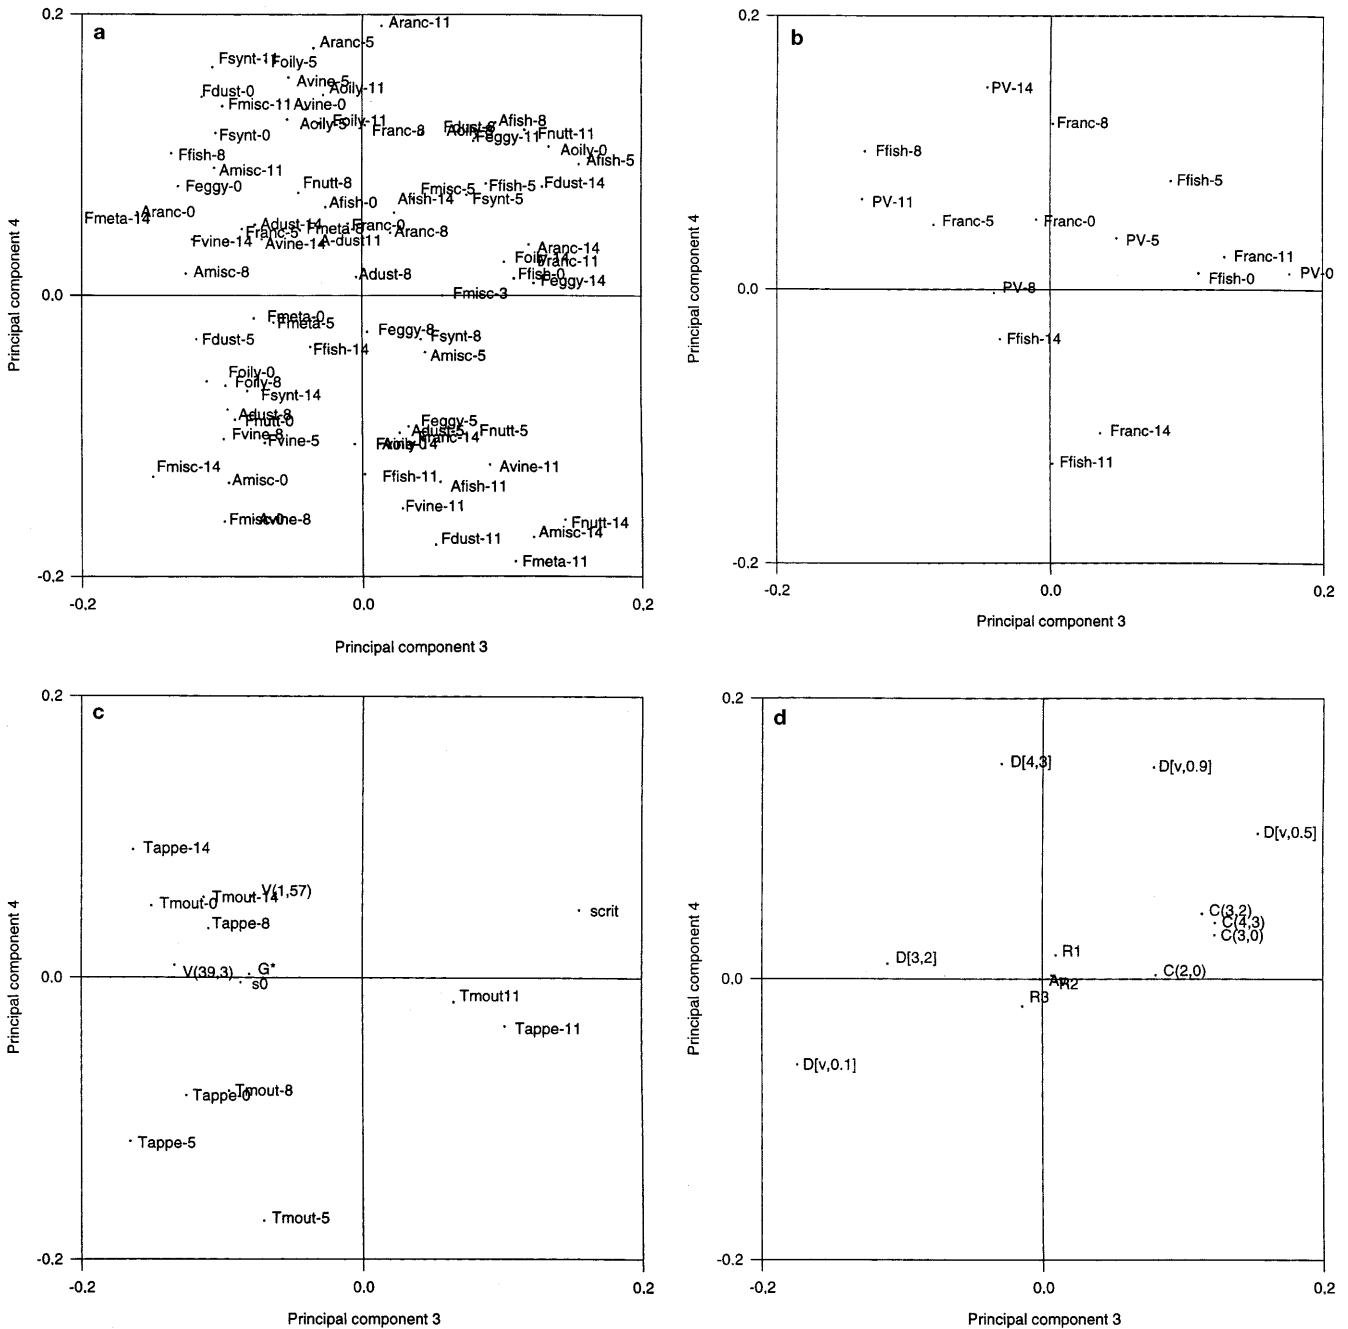 a
0.2
Aranc-11
Aranc-5
Fsynt-11
Foily-5
Avine-5
Aoily-11
Fdust-0
Fmisc-11
Avine-0
Foily-11
Aoily-5
Franc-8
Afish-8
Feggy-11
Fnutt-11
Fsynt-0
Aoily-0
Afish-5
Ffish-8
Amisc-11
Feggy-0
Fnutt-8
Fmisc-5
Ffish-5
Fdust-14
Afish-0
Afish-14
Fsynt-5
Aranc-0
Fmeta-14
Adust-14
Franc-0
Franc-5
Aranc-8
Fvine-14
Avine-14
A-dust11
Aranc-14
Foily-14
Franc-11
Amisc-8
Adust-8
Ffish-0
Feggy-14
0.0
Fmisc-3
Fmeta-0
Fmeta-5
Feggy-8
Fsynt-8
Fdust-5
Ffish-14
Amisc-5
Foily-0
Foily-8
Fsynt-14
Adust-8
Fnutt-0
Feggy-5
Adust-5
Fnutt-5
Fvine-8
Fvine-5
Franc-14
Fmisc-14
Avine-11
Amisc-0
Ffish-11
Afish-11
Fvine-11
Fmisc-0
Avine-8
Fnutt-14
Amisc-14
Fdust-11
Fmeta-11
-0.2
-0.2
0.0
0.2
Principal component 4
Principal component 3
b
0.2
PV-14
Franc-8
Ffish-8
Ffish-5
PV-11
Franc-5
Franc-0
PV-5
Franc-11
Ffish-0
PV-0
0.0
PV-8
Ffish-14
Franc-14
Ffish-11
-0.2
-0.2
0.0
0.2
Principal component 4
Principal component 3
c
0.2
Tappe-14
V(1,57)
Tmout-14
Tmout-0
Tappe-8
scrit
V(39,3)
G*
0.0
s0
Tmout11
Tappe-11
Tappe-0
Tmout-8
Tappe-5
Tmout-5
-0.2
-0.2
0.0
0.2
Principal component 4
Principal component 3
d
0.2
D[4,3]
D[v,0.9]
D[v,0.5]
C(3,2)
C(4,3)
C(3,0)
R1
D[3,2]
C(2,0)
0.0
R2
R3
D[v,0.1]
-0.2
-0.2
0.0
0.2
Principal component 4
Principal component 3